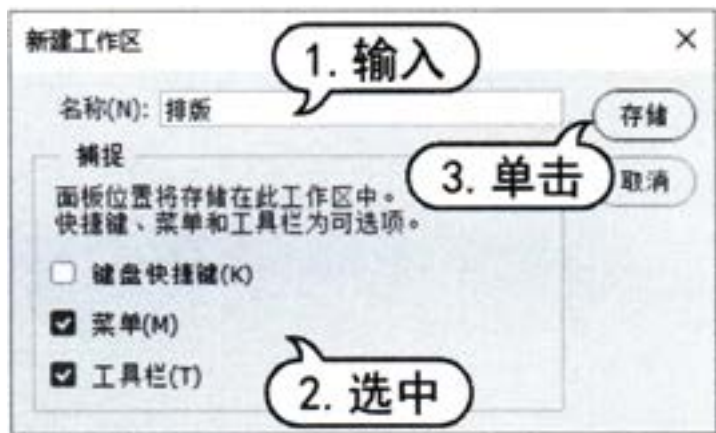 新建工作区
1. 输入
名称(N): 排版
存储
捕捉
3. 单击
取消
面板位置将存储在此工作区中。
快捷键、菜单和工具栏为可选项。
键盘快捷键(K)
菜单(M)
工具栏(T)
2. 选中